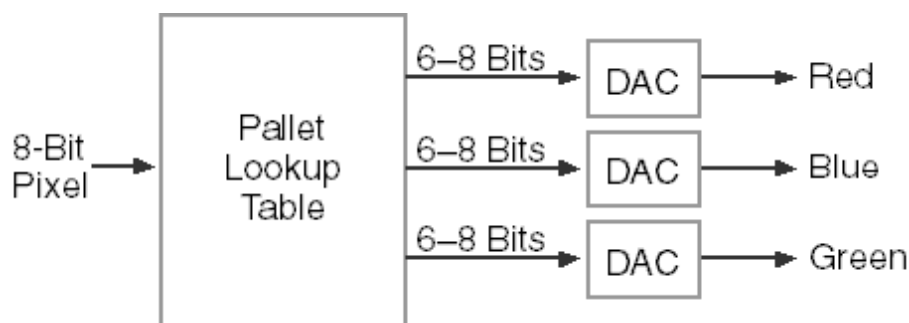 8-Bit
Pixel
Pallet
Lookup
Table
6–8 Bits
DAC
Red
6–8 Bits
DAC
Blue
6–8 Bits
DAC
Green